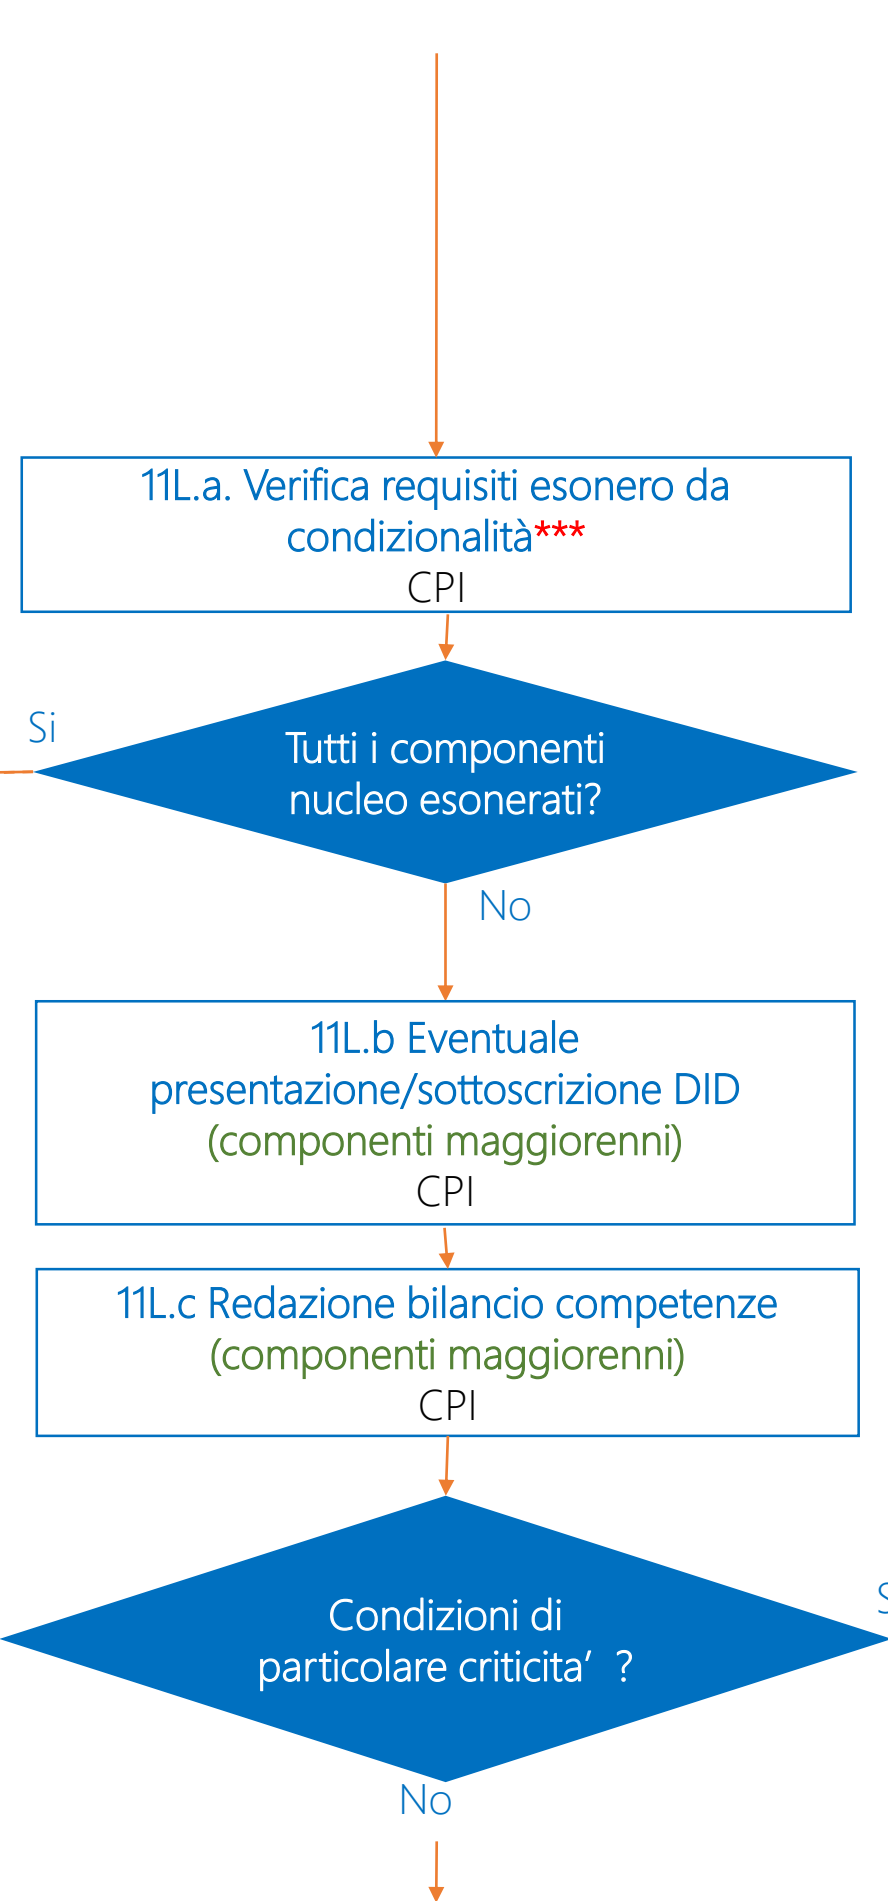 11L.a. Verifica requisiti esonero da
condizionalità***
CPI
Si
Tutti i componenti
nucleo esonerati?
No
11L.b Eventuale
presentazione/sottoscrizione DID
(componenti maggiorenni)
CPI
11L.c Redazione bilancio competenze
(componenti maggiorenni)
CPI
Condizioni di
particolare criticita’ ?
No